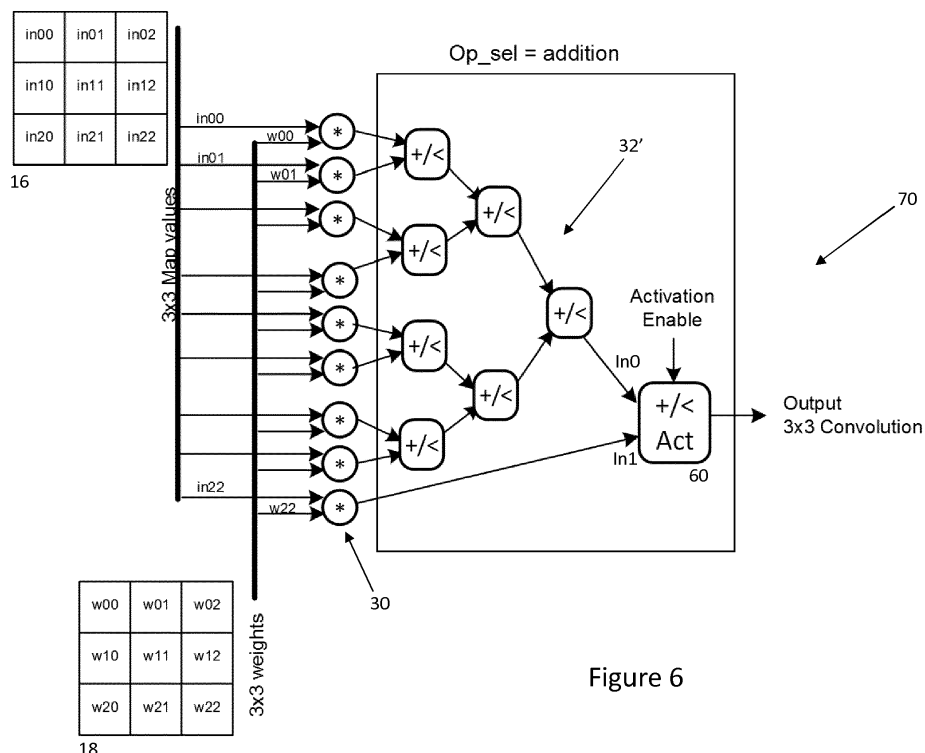 in00 in01 in02
in10 in11 in12
in20 in21 in22
16
3x3 Map values
in00
w00
in01
w01
in22
w22
*
*
*
*
*
*
*
*
*
30
Op_sel = addition
+/<
+/<
+/<
+/<
+/<
+/<
+/<
32'
70
Activation
Enable
In0
+/<
Act
In1
60
Output
3x3 Convolution
w00 w01 w02
w10 w11 w12
w20 w21 w22
18
3x3 weights
Figure 6